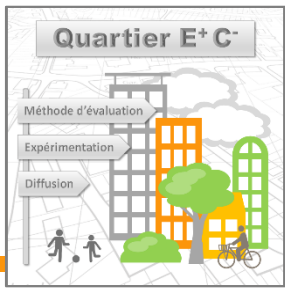 Quartier E⁺ C⁻
Méthode d'évaluation
Expérimentation
Diffusion